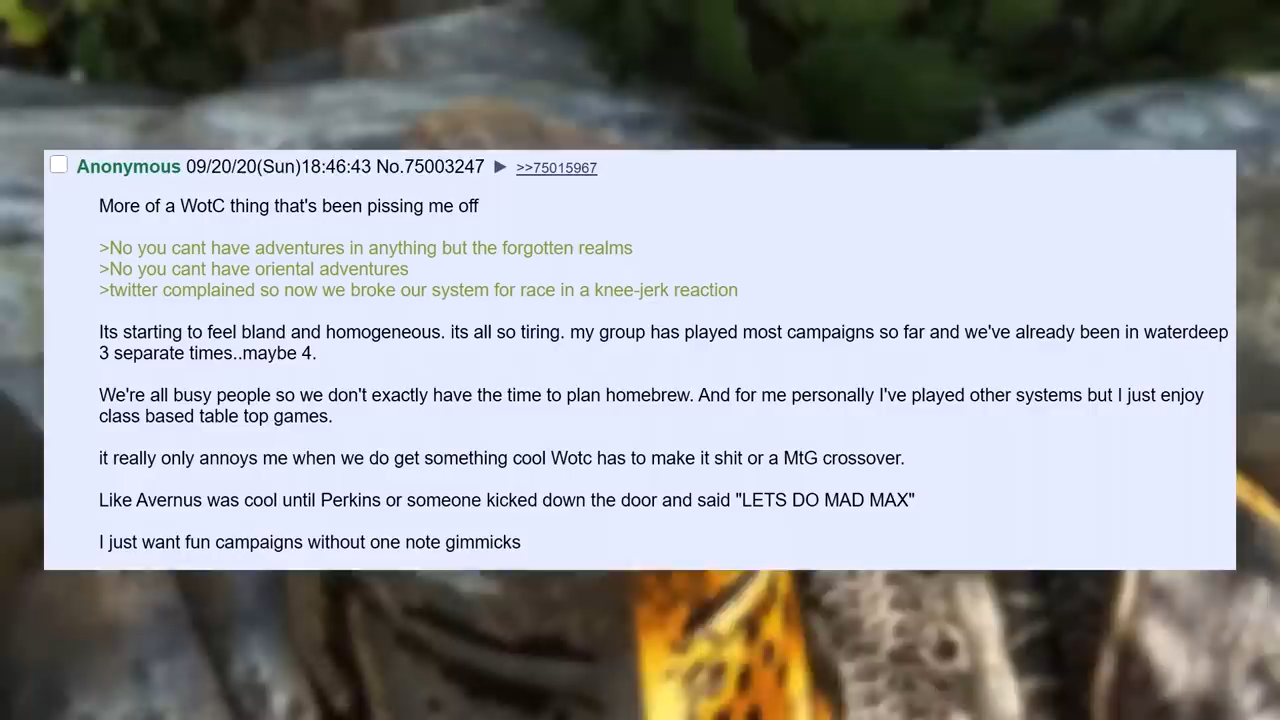 Anonymous 09/20/20(Sun)18:46:43 No.75003247 ▶ >>75015967
More of a WotC thing that's been pissing me off
>No you cant have adventures in anything but the forgotten realms
>No you cant have oriental adventures
>twitter complained so now we broke our system for race in a knee-jerk reaction
Its starting to feel bland and homogeneous. its all so tiring. my group has played most campaigns so far and we've already been in waterdeep
3 separate times..maybe 4.
We're all busy people so we don't exactly have the time to plan homebrew. And for me personally I've played other systems but I just enjoy
class based table top games.
it really only annoys me when we do get something cool Wotc has to make it shit or a MtG crossover.
Like Avernus was cool until Perkins or someone kicked down the door and said "LETS DO MAD MAX"
I just want fun campaigns without one note gimmicks